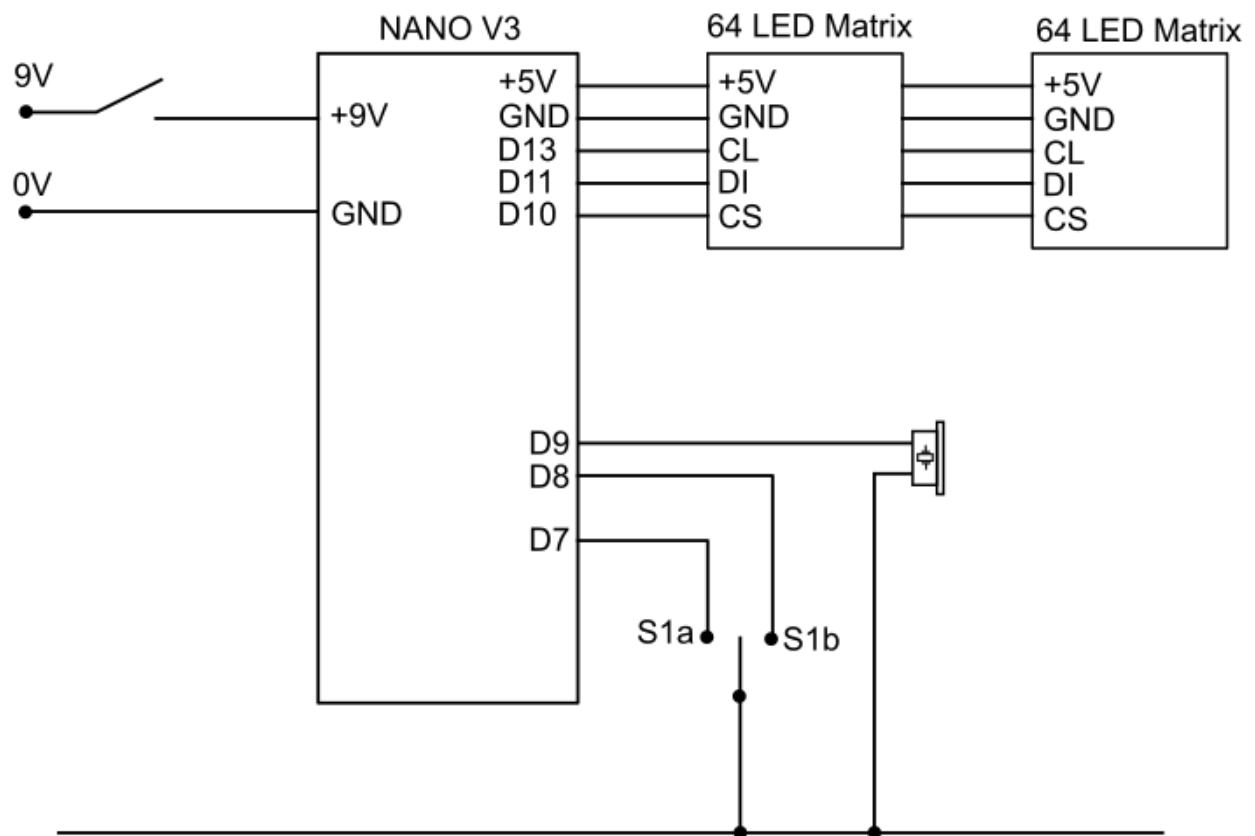 NANO V3
64 LED Matrix
64 LED Matrix
9V
0V
+9V
GND
+5V
GND
D13
D11
D10
+5V
GND
CL
DI
CS
+5V
GND
CL
DI
CS
D9
D8
D7
S1a
S1b